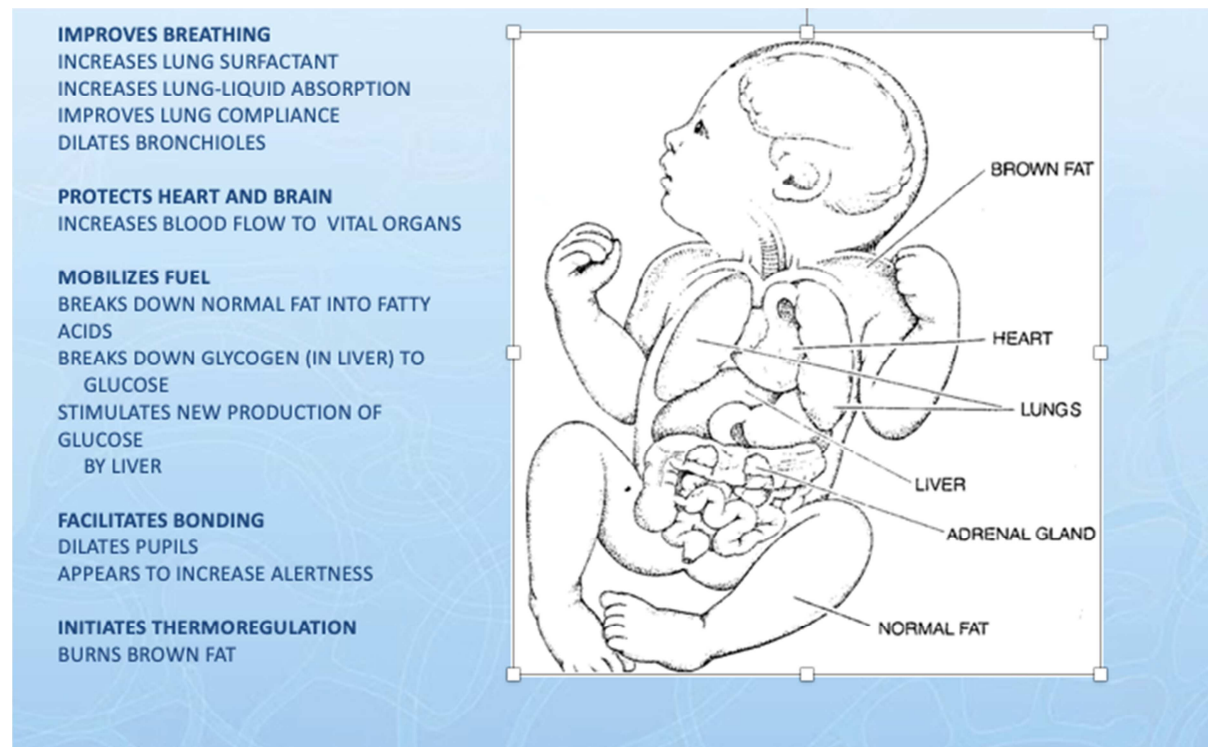 IMPROVES BREATHING
INCREASES LUNG SURFACTANT
INCREASES LUNG-LIQUID ABSORPTION
IMPROVES LUNG COMPLIANCE
DILATES BRONCHIOLES
PROTECTS HEART AND BRAIN
INCREASES BLOOD FLOW TO VITAL ORGANS
MOBILIZES FUEL
BREAKS DOWN NORMAL FAT INTO FATTY
ACIDS
BREAKS DOWN GLYCOGEN (IN LIVER) TO
GLUCOSE
STIMULATES NEW PRODUCTION OF
GLUCOSE
BY LIVER
FACILITATES BONDING
DILATES PUPILS
APPEARS TO INCREASE ALERTNESS
INITIATES THERMOREGULATION
BURNS BROWN FAT
BROWN FAT
HEART
LUNGS
LIVER
ADRENAL GLAND
NORMAL FAT